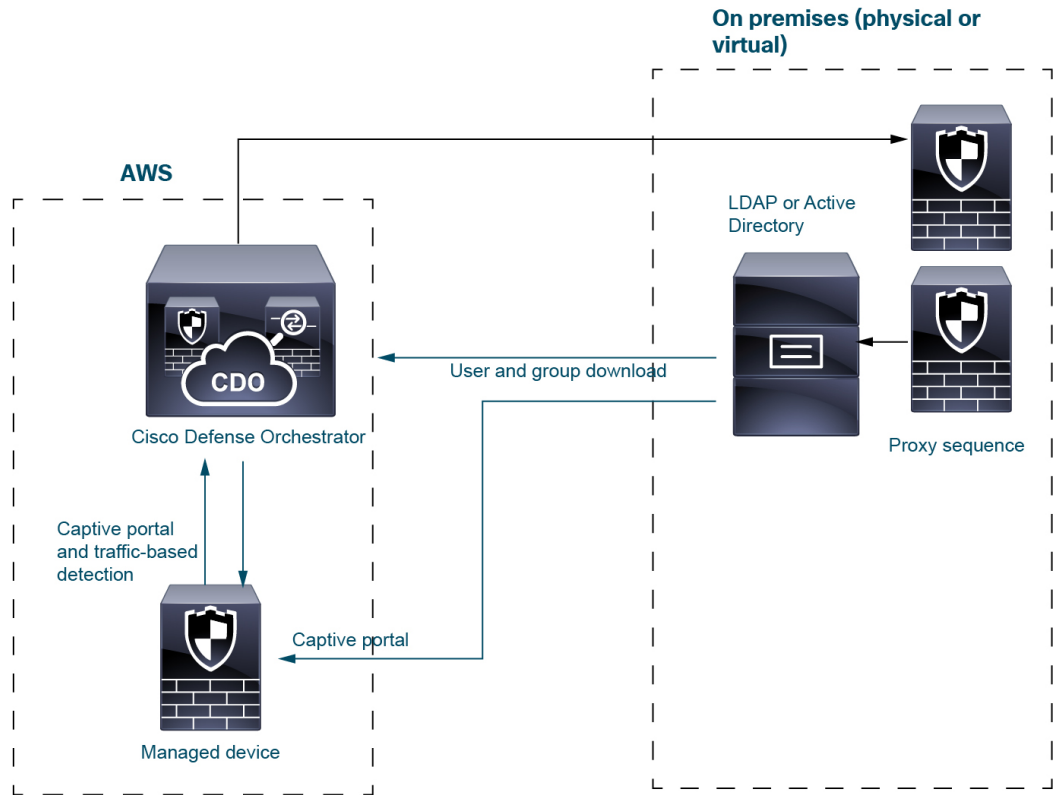 On premises (physical or
virtual)
AWS
LDAP or Active
Directory
CDO
User and group download
Cisco Defense Orchestrator
Proxy sequence
Captive portal
and traffic-based
detection
Captive portal
Managed device